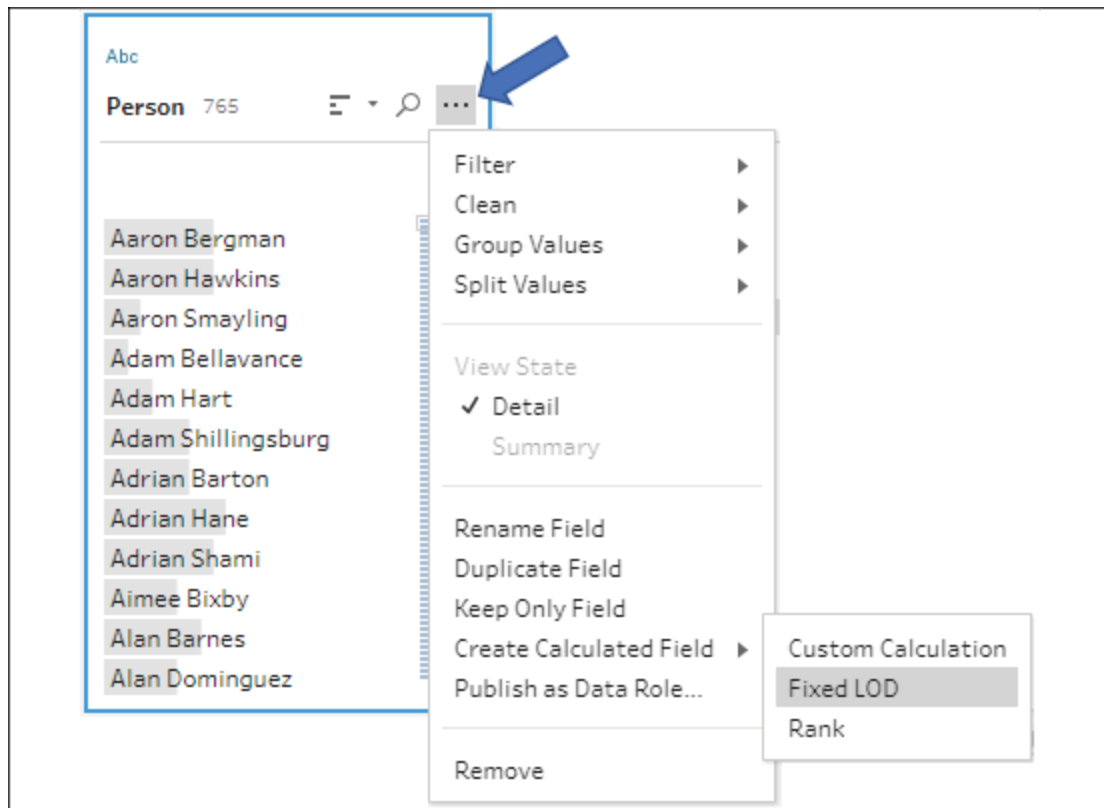 Abc
Person 765
Aaron Bergman
Aaron Hawkins
Aaron Smayling
Adam Bellavance
Adam Hart
Adam Shillingsburg
Adrian Barton
Adrian Hane
Adrian Shami
Aimee Bixby
Alan Barnes
Alan Dominguez
Filter
Clean
Group Values
Split Values
View State
✓ Detail
Summary
Rename Field
Duplicate Field
Keep Only Field
Create Calculated Field
Publish as Data Role...
Remove
Custom Calculation
Fixed LOD
Rank